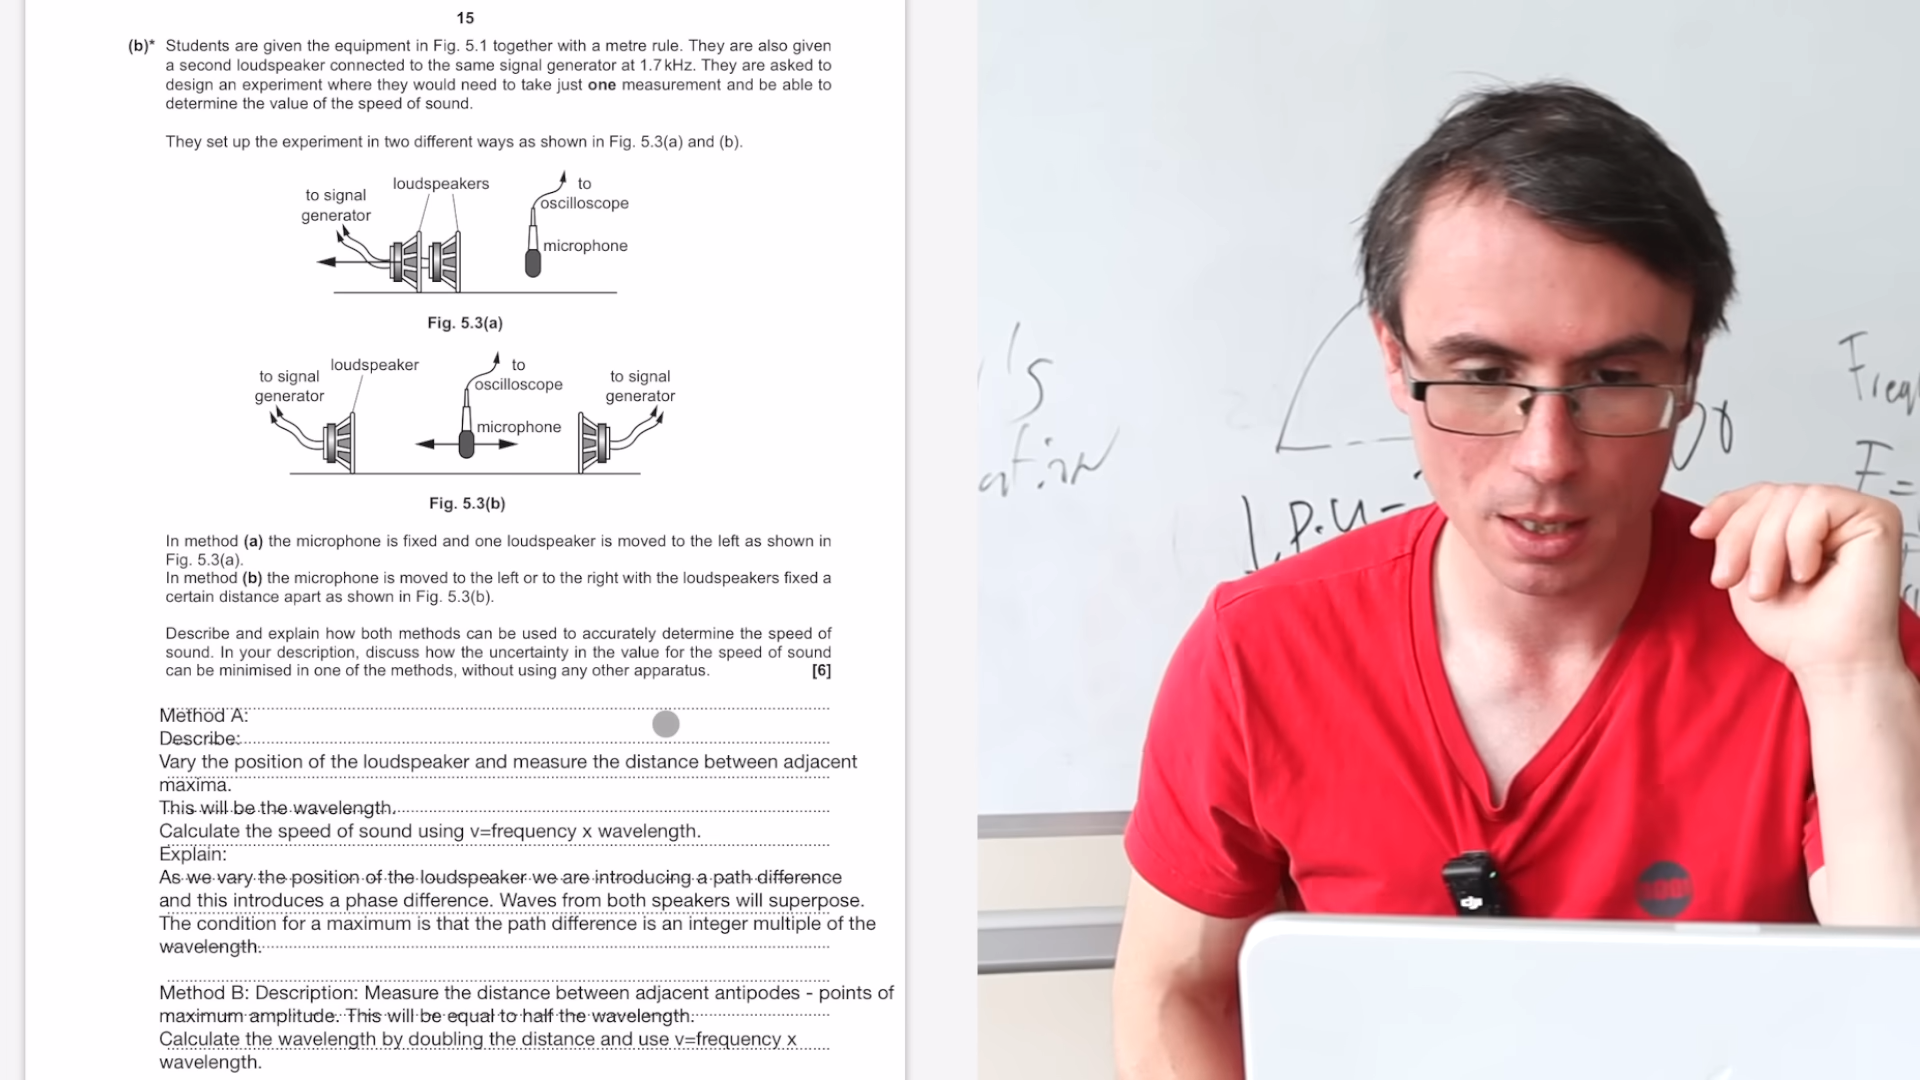 15
(b)* Students are given the equipment in Fig. 5.1 together with a metre rule. They are also given
a second loudspeaker connected to the same signal generator at 1.7 kHz. They are asked to
design an experiment where they would need to take just one measurement and be able to
determine the value of the speed of sound.
They set up the experiment in two different ways as shown in Fig. 5.3(a) and (b).
to signal
generator
loudspeakers
to
oscilloscope
microphone
Fig. 5.3(a)
to signal
generator
loudspeaker
to
oscilloscope
microphone
to signal
generator
Fig. 5.3(b)
In method (a) the microphone is fixed and one loudspeaker is moved to the left as shown in
Fig. 5.3(a).
In method (b) the microphone is moved to the left or to the right with the loudspeakers fixed a
certain distance apart as shown in Fig. 5.3(b).
Describe and explain how both methods can be used to accurately determine the speed of
sound. In your description, discuss how the uncertainty in the value for the speed of sound
can be minimised in one of the methods, without using any other apparatus. [6]
Method A:
Describe:
Vary the position of the loudspeaker and measure the distance between adjacent
maxima.
This will be the wavelength.
Calculate the speed of sound using v=frequency x wavelength.
Explain:
As we vary the position of the loudspeaker we are introducing a path difference
and this introduces a phase difference. Waves from both speakers will superpose.
The condition for a maximum is that the path difference is an integer multiple of the
wavelength.
Method B: Description: Measure the distance between adjacent antipodes - points of
maximum amplitude. This will be equal to half the wavelength.
Calculate the wavelength by doubling the distance and use v=frequency x
wavelength.
's
Freq
F=
dji